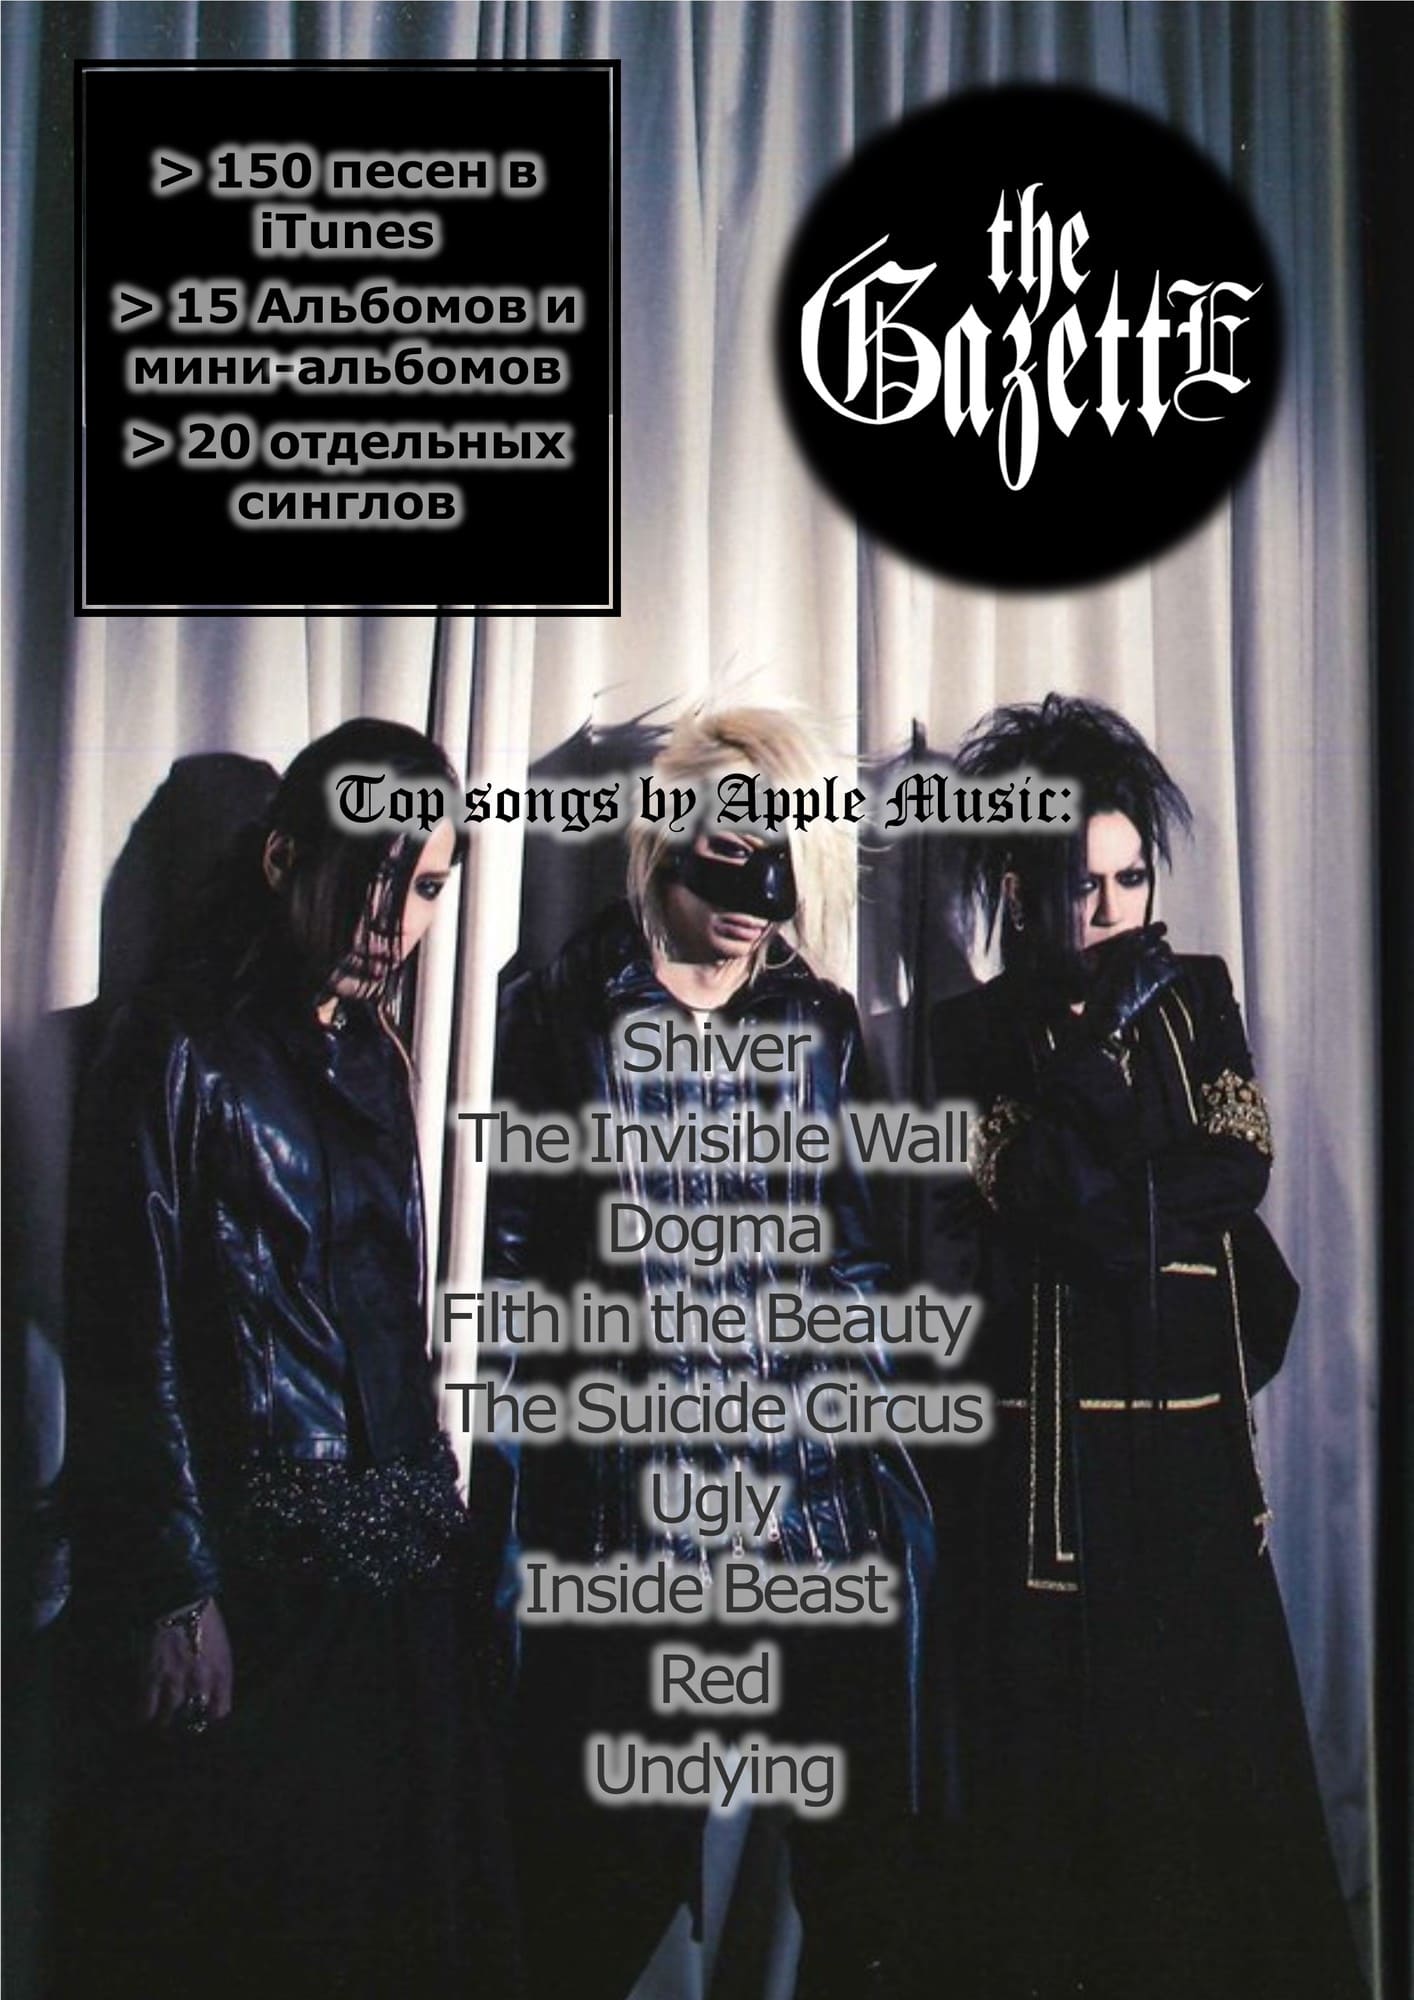 > 150 песен в
iTunes
> 15 Альбомов и
мини-альбомов
> 20 отдельных
синглов
the
GazettE
Top songs by Apple Music:
Shiver
The Invisible Wall
Dogma
Filth in the Beauty
The Suicide Circus
Ugly
Inside Beast
Red
Undying